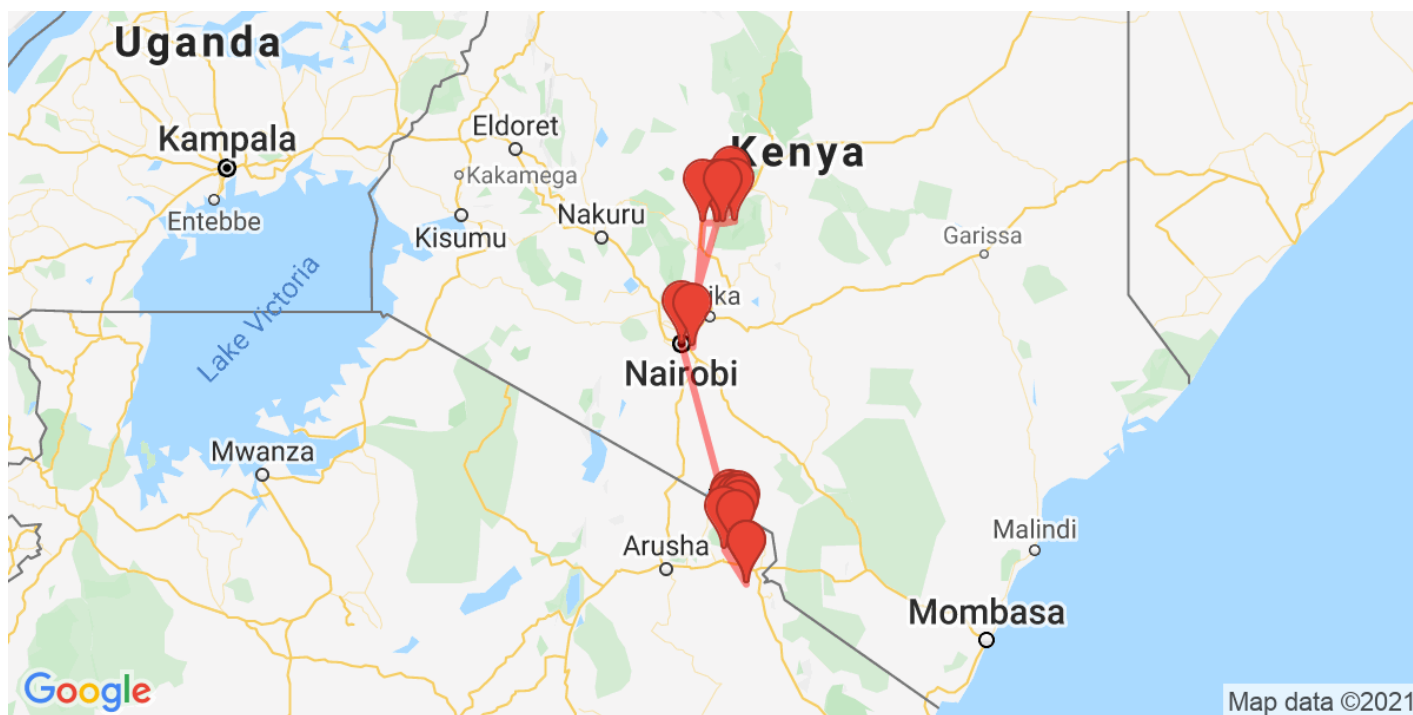 Uganda
Kampala
Entebbe
Eldoret
Kakamega
Kisumu
Nakuru
Kenya
Garissa
ika
Nairobi
Lake Victoria
Mwanza
Arusha
Malindi
Mombasa
Google
Map data ©2021